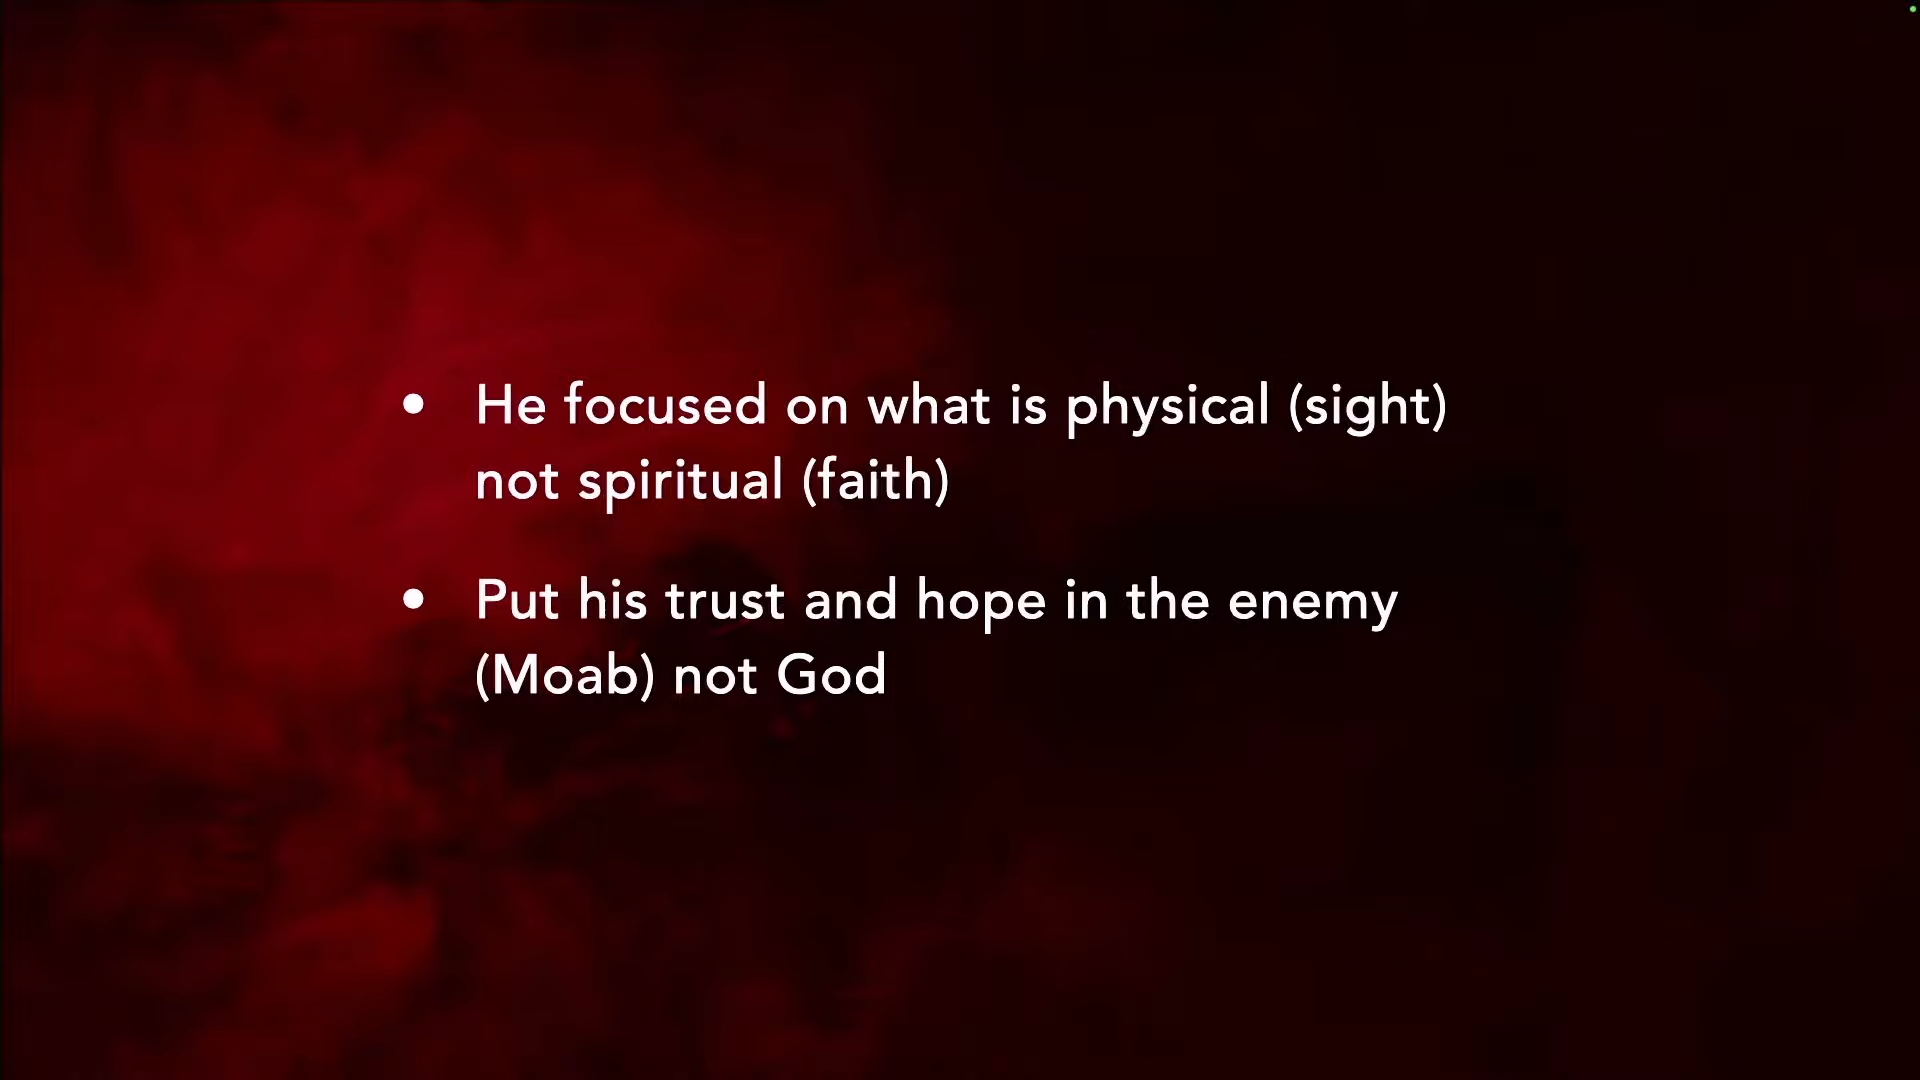 • He focused on what is physical (sight)
not spiritual (faith)
• Put his trust and hope in the enemy
(Moab) not God